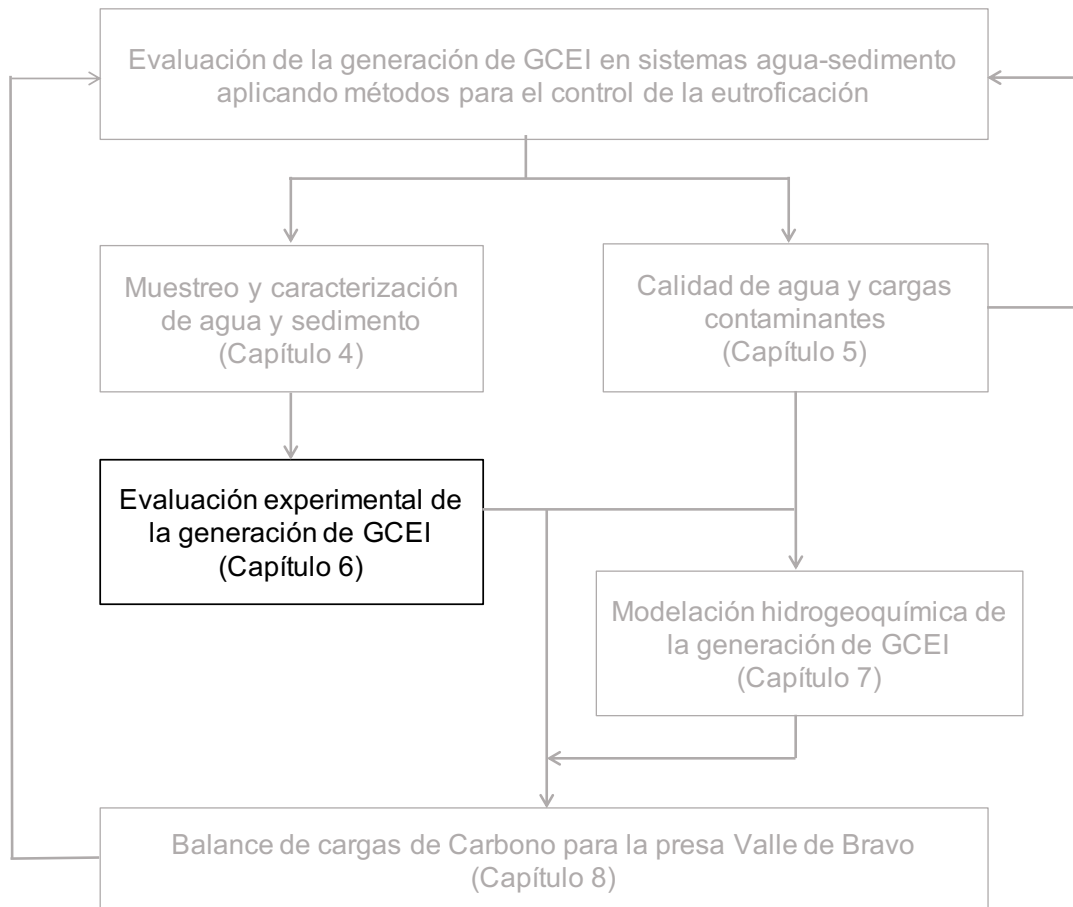 Evaluación de la generación de GCEI en sistemas agua-sedimento
aplicando métodos para el control de la eutroficación
Muestreo y caracterización
de agua y sedimento
(Capítulo 4)
Calidad de agua y cargas
contaminantes
(Capítulo 5)
Evaluación experimental de
la generación de GCEI
(Capítulo 6)
Modelación hidrogeoquímica de
la generación de GCEI
(Capítulo 7)
Balance de cargas de Carbono para la presa Valle de Bravo
(Capítulo 8)